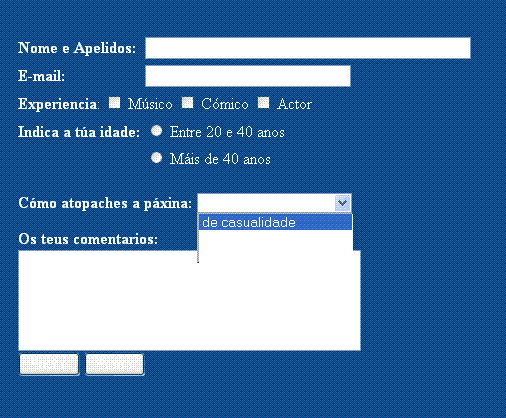 Nome e Apelidos:
E-mail:
Experiencia: Músico Cómico Actor
Indica a túa idade: Entre 20 e 40 anos
Máis de 40 anos
Cómo atopaches a páxina:
de casualidade
Os teus comentarios: